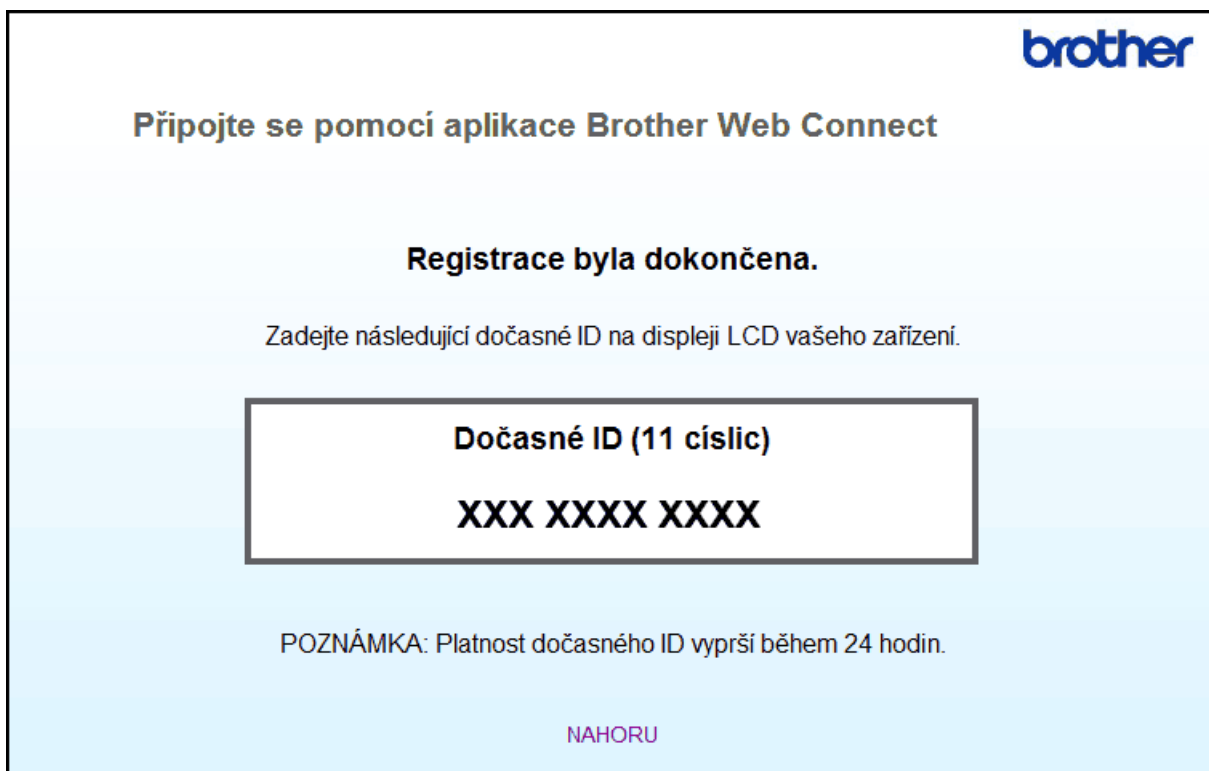 brother
Připojte se pomocí aplikace Brother Web Connect
Registrace byla dokončena.
Zadejte následující dočasné ID na displeji LCD vašeho zařízení.
Dočasné ID (11 císlic)
XXX XXXX XXXX
POZNÁMKA: Platnost dočasného ID vyprší během 24 hodin.
NAHORU